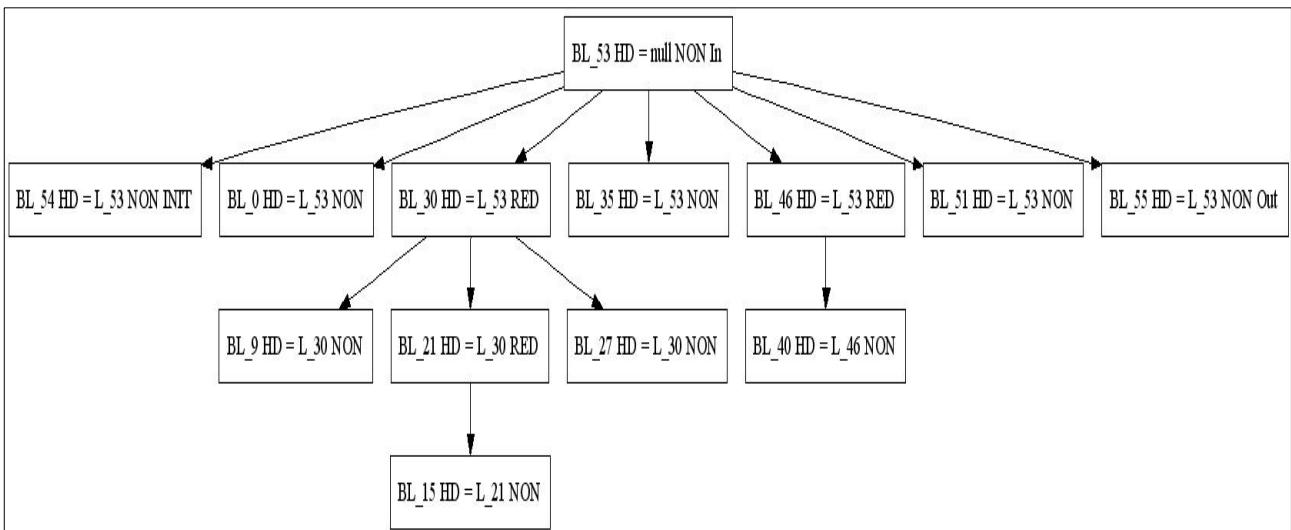 BL_53 HD = null NON In
BL_54 HD = L_53 NON INIT
BL_0 HD = L_53 NON
BL_30 HD = L_53 RED
BL_35 HD = L_53 NON
BL_46 HD = L_53 RED
BL_51 HD = L_53 NON
BL_55 HD = L_53 NON Out
BL_9 HD = L_30 NON
BL_21 HD = L_30 RED
BL_27 HD = L_30 NON
BL_40 HD = L_46 NON
BL_15 HD = L_21 NON